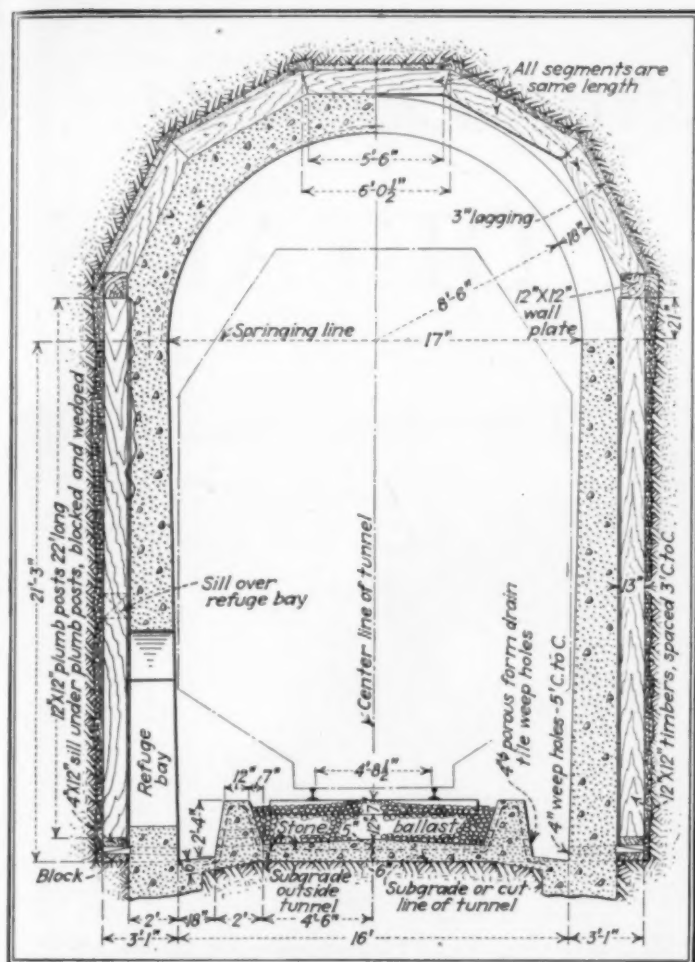 All segments are
same length
5'-6"
6'-0½"
3" lagging
18"
8'-6"
12"X12"
wall
plate
Springing line
17"
21"
21'-3"
12"X12" plumb posts 22' long
4"X12" sill under plumb posts, blocked and wedged
Sill over
refuge bay
Center line of tunnel
13"
12"X12" timbers, spaced 3' C. to C.
4" porous form drain
tile weep holes
4" weep holes - 5' C. to C.
Refuge
bay
4'-8½"
12"
7"
2'-4"
Stone
5"
12"
ballast
Block
Subgrade
outside
tunnel
6"
Subgrade or cut
line of tunnel
2'
18"
2'
4'-6"
3'-1"
16'
3'-1"